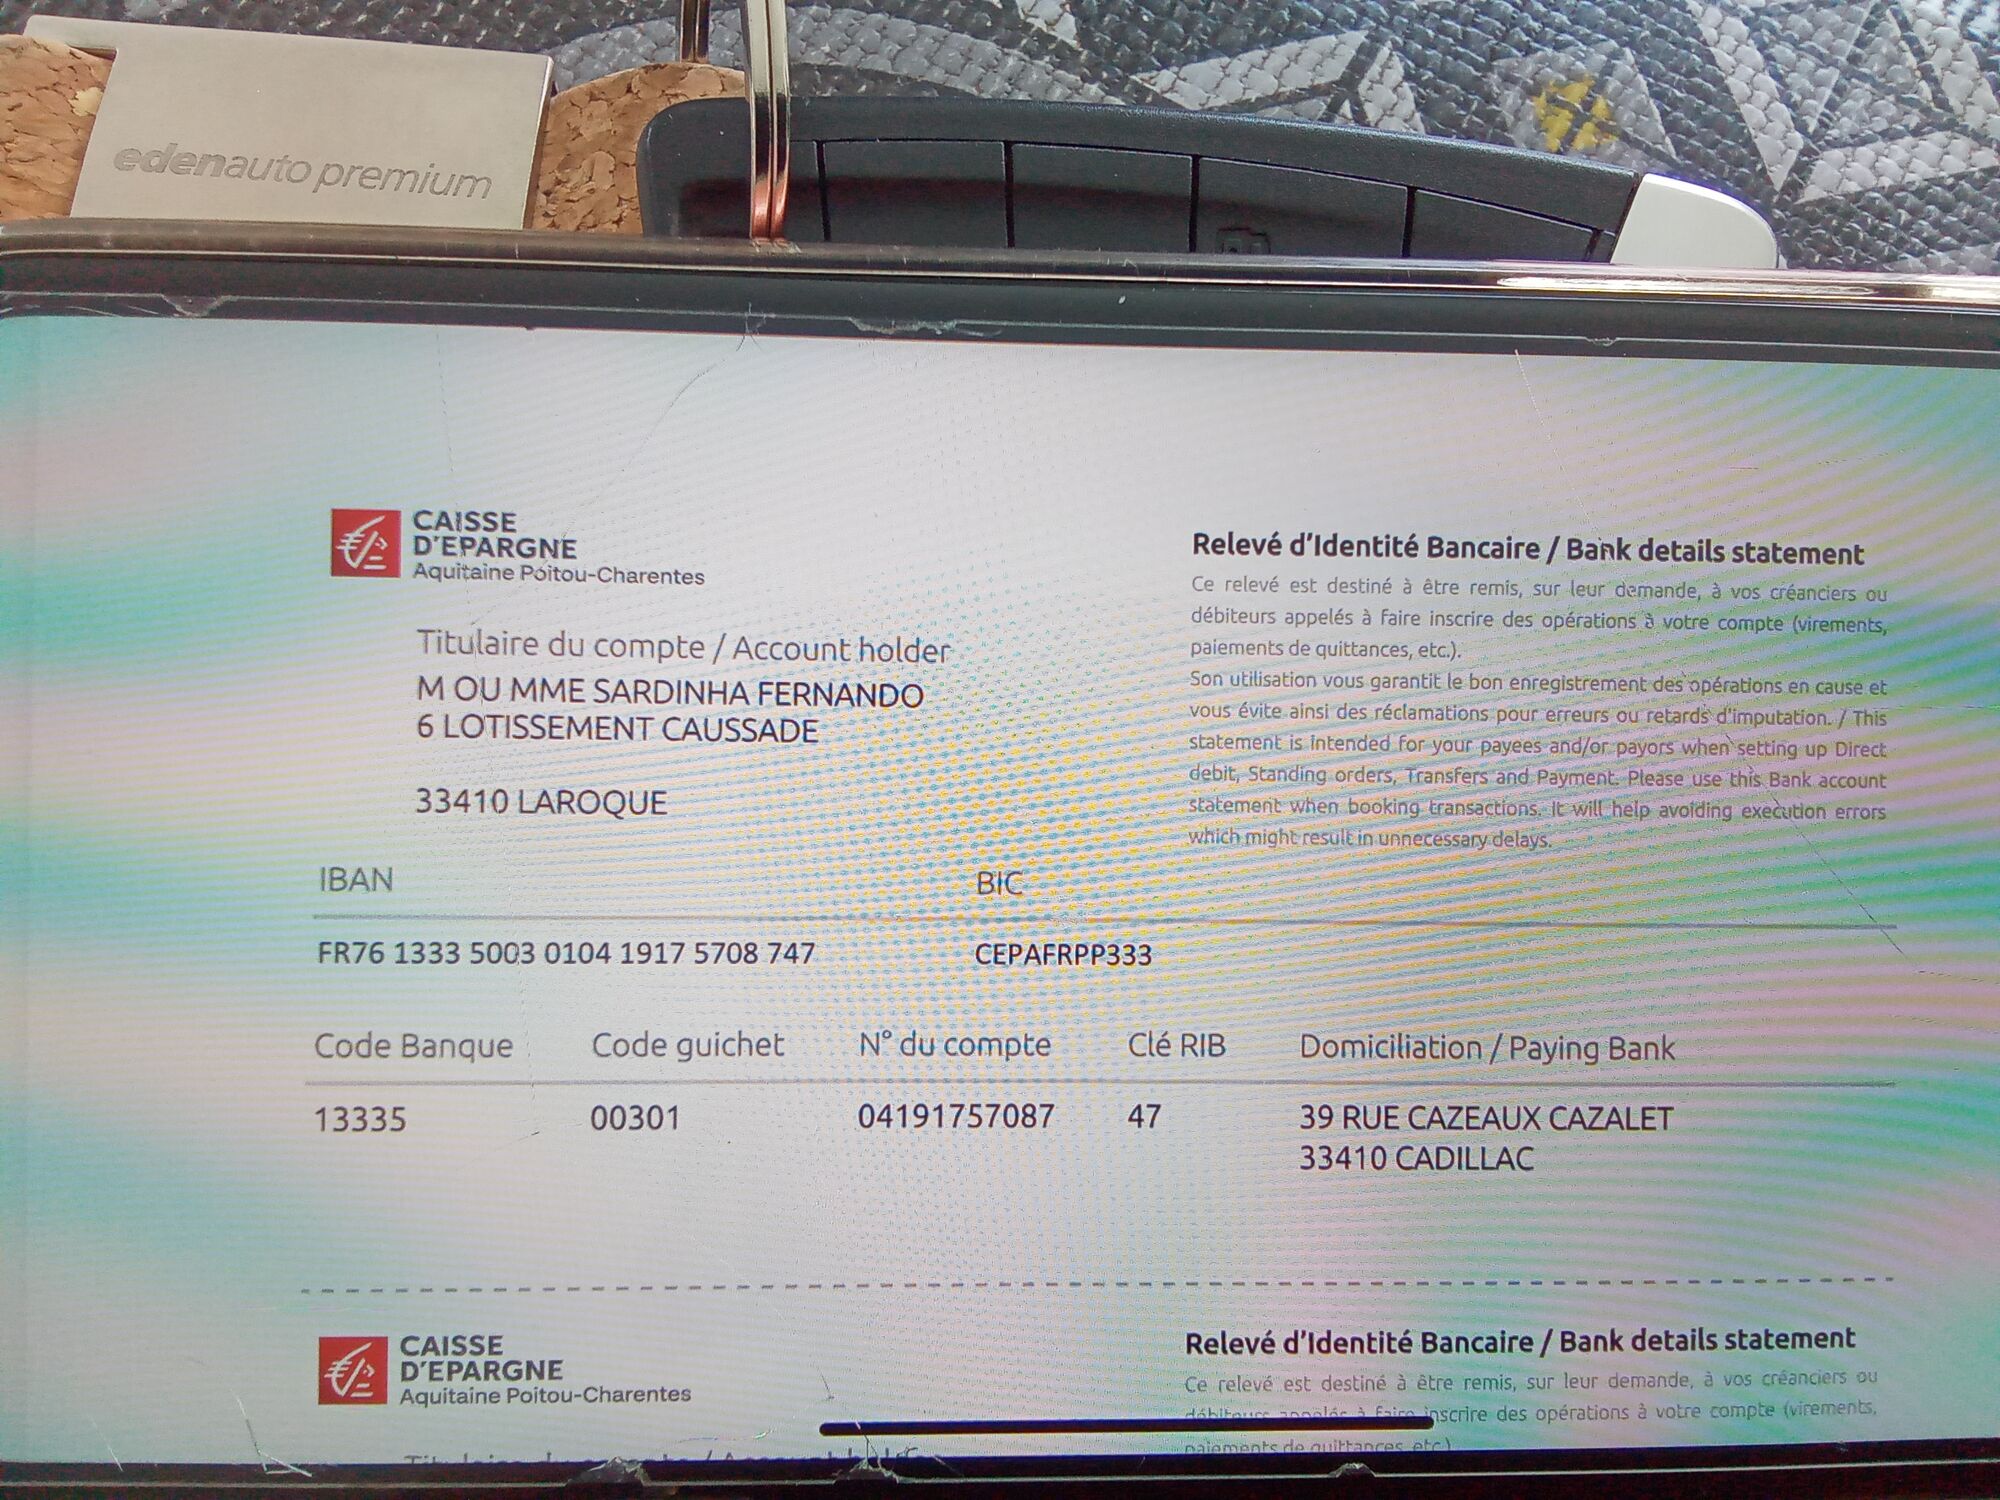 edenauto premium
CAISSE
D'EPARGNE
Aquitaine Poitou-Charentes
Titulaire du compte / Account holder
M OU MME SARDINHA FERNANDO
6 LOTISSEMENT CAUSSADE
33410 LAROQUE
Relevé d'Identité Bancaire / Bank details statement
Ce relevé est destiné à être remis, sur leur demande, à vos créanciers ou
débiteurs appelés à faire inscrire des opérations à votre compte (virements,
paiements de quittances, etc.).
Son utilisation vous garantit le bon enregistrement des opérations en cause et
vous évite ainsi des réclamations pour erreurs ou retards d'imputation. / This
statement is intended for your payees and/or payors when setting up Direct
debit, Standing orders, Transfers and Payment. Please use this Bank account
statement when booking transactions. It will help avoiding execution errors
which might result in unnecessary delays.
IBAN BIC
FR76 1333 5003 0104 1917 5708 747 CEPAFRPP333
Code Banque Code guichet N° du compte Clé RIB Domiciliation / Paying Bank
13335 00301 04191757087 47 39 RUE CAZEAUX CAZALET
33410 CADILLAC
CAISSE
D'EPARGNE
Aquitaine Poitou-Charentes
Relevé d'Identité Bancaire / Bank details statement
Ce relevé est destiné à être remis, sur leur demande, à vos créanciers ou
débiteurs appelés à faire inscrire des opérations à votre compte (virements,
paiements de quittances, etc.)